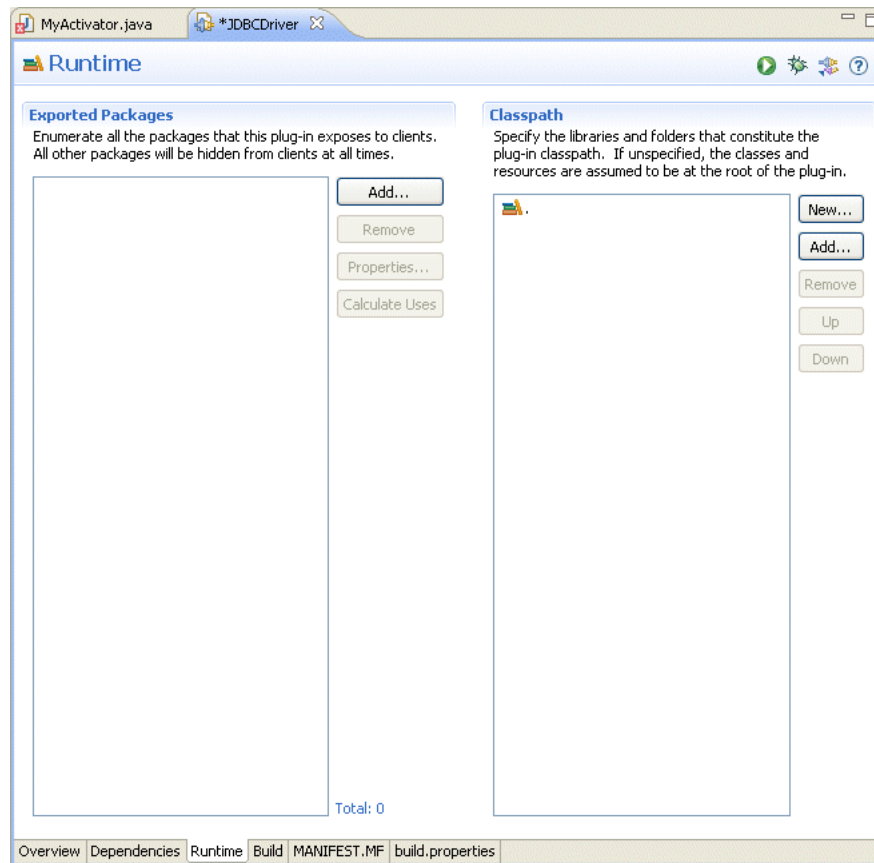 MyActivator.java
*JDBCDriver
Runtime
Exported Packages
Enumerate all the packages that this plug-in exposes to clients.
All other packages will be hidden from clients at all times.
Add...
Remove
Properties...
Calculate Uses
Total: 0
Classpath
Specify the libraries and folders that constitute the
plug-in classpath. If unspecified, the classes and
resources are assumed to be at the root of the plug-in.
.
New...
Add...
Remove
Up
Down
Overview Dependencies Runtime Build MANIFEST.MF build.properties